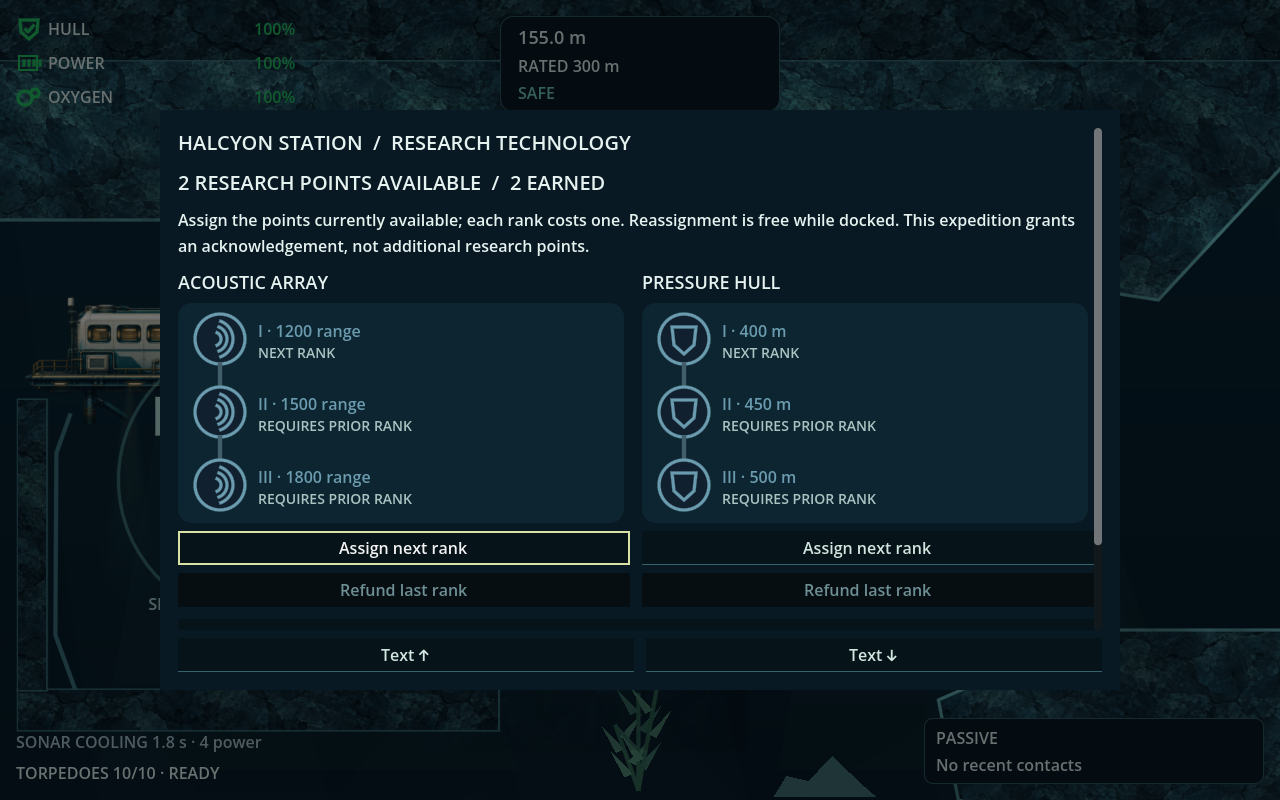 HULL 100%
POWER 100%
OXYGEN 100%
155.0 m
RATED 300 m
SAFE
HALCYON STATION / RESEARCH TECHNOLOGY
2 RESEARCH POINTS AVAILABLE / 2 EARNED
Assign the points currently available; each rank costs one. Reassignment is free while docked. This expedition grants
an acknowledgement, not additional research points.
ACOUSTIC ARRAY
I · 1200 range
NEXT RANK
II · 1500 range
REQUIRES PRIOR RANK
III · 1800 range
REQUIRES PRIOR RANK
Assign next rank
Refund last rank
PRESSURE HULL
I · 400 m
NEXT RANK
II · 450 m
REQUIRES PRIOR RANK
III · 500 m
REQUIRES PRIOR RANK
Assign next rank
Refund last rank
Text ↑
Text ↓
SONAR COOLING 1.8 s · 4 power
TORPEDOES 10/10 · READY
PASSIVE
No recent contacts